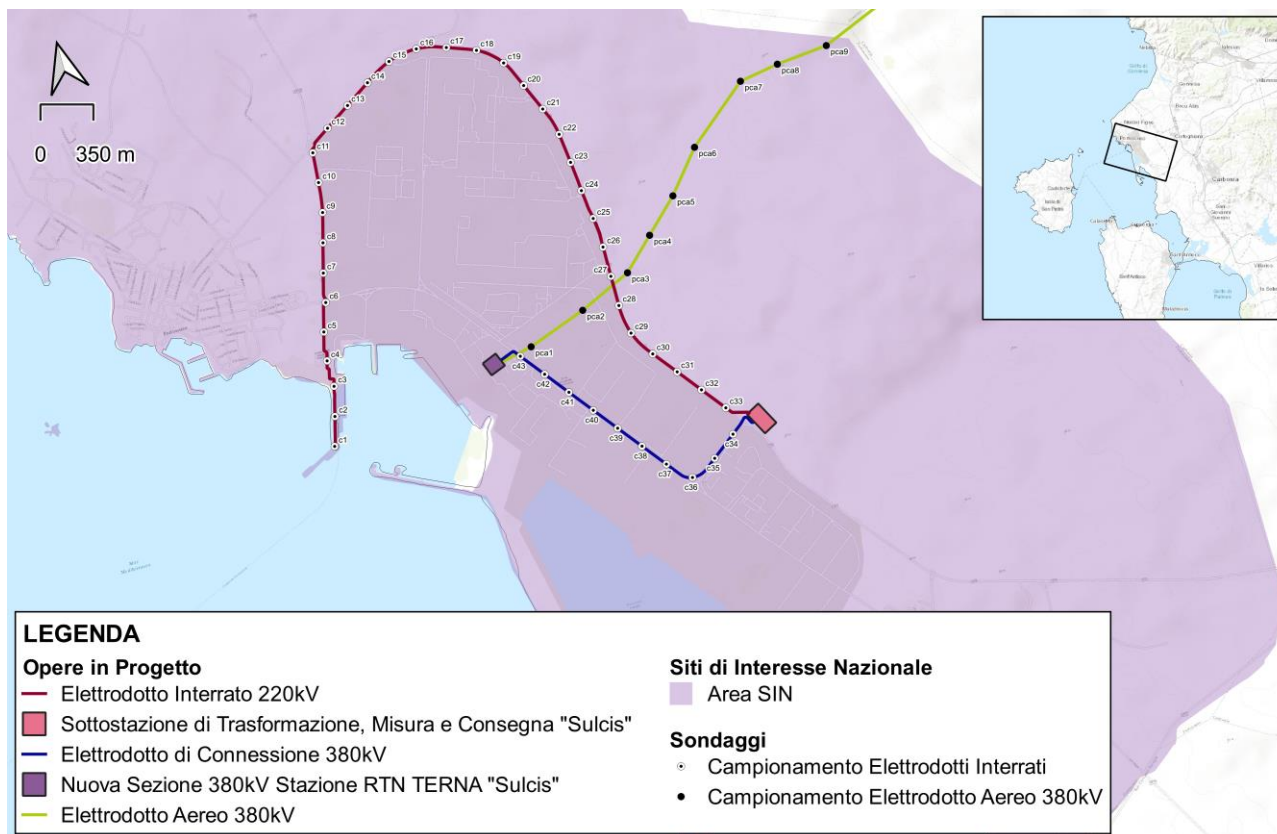 c1
c2
c3
c4
c5
c6
c7
c8
c9
c10
c11
c12
c13
c14
c15
c16
c17
c18
c19
c20
c21
c22
c23
c24
c25
c26
c27
c28
c29
c30
c31
c32
c33
c34
c35
c36
c37
c38
c39
c40
c41
c42
c43
pca1
pca2
pca3
pca4
pca5
pca6
pca7
pca8
pca9
0 350 m
Carbonia
LEGENDA
Opere in Progetto
Elettrodotto Interrato 220kV
Sottostazione di Trasformazione, Misura e Consegna "Sulcis"
Elettrodotto di Connessione 380kV
Nuova Sezione 380kV Stazione RTN TERNA "Sulcis"
Elettrodotto Aereo 380kV
Siti di Interesse Nazionale
Area SIN
Sondaggi
Campionamento Elettrodotti Interrati
Campionamento Elettrodotto Aereo 380kV